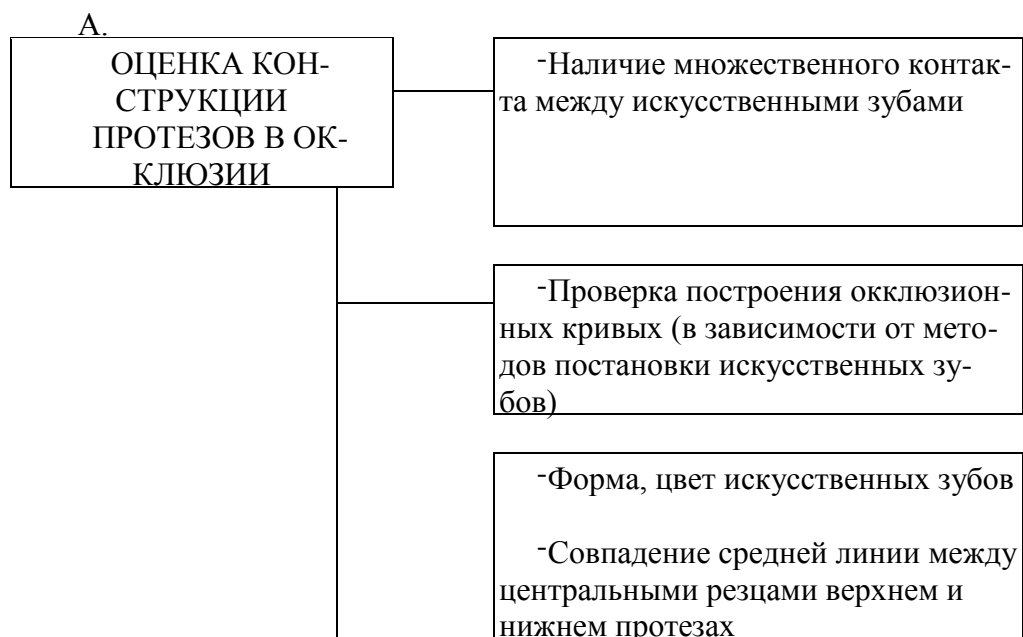 А.
ОЦЕНКА КОН-
СТРУКЦИИ
ПРОТЕЗОВ В ОК-
КЛЮЗИИ
-Наличие множественного контак-
та между искусственными зубами
-Проверка построения окклюзион-
ных кривых (в зависимости от мето-
дов постановки искусственных зу-
бов)
-Форма, цвет искусственных зубов
-Совпадение средней линии между
центральными резцами верхнем и
нижнем протезах